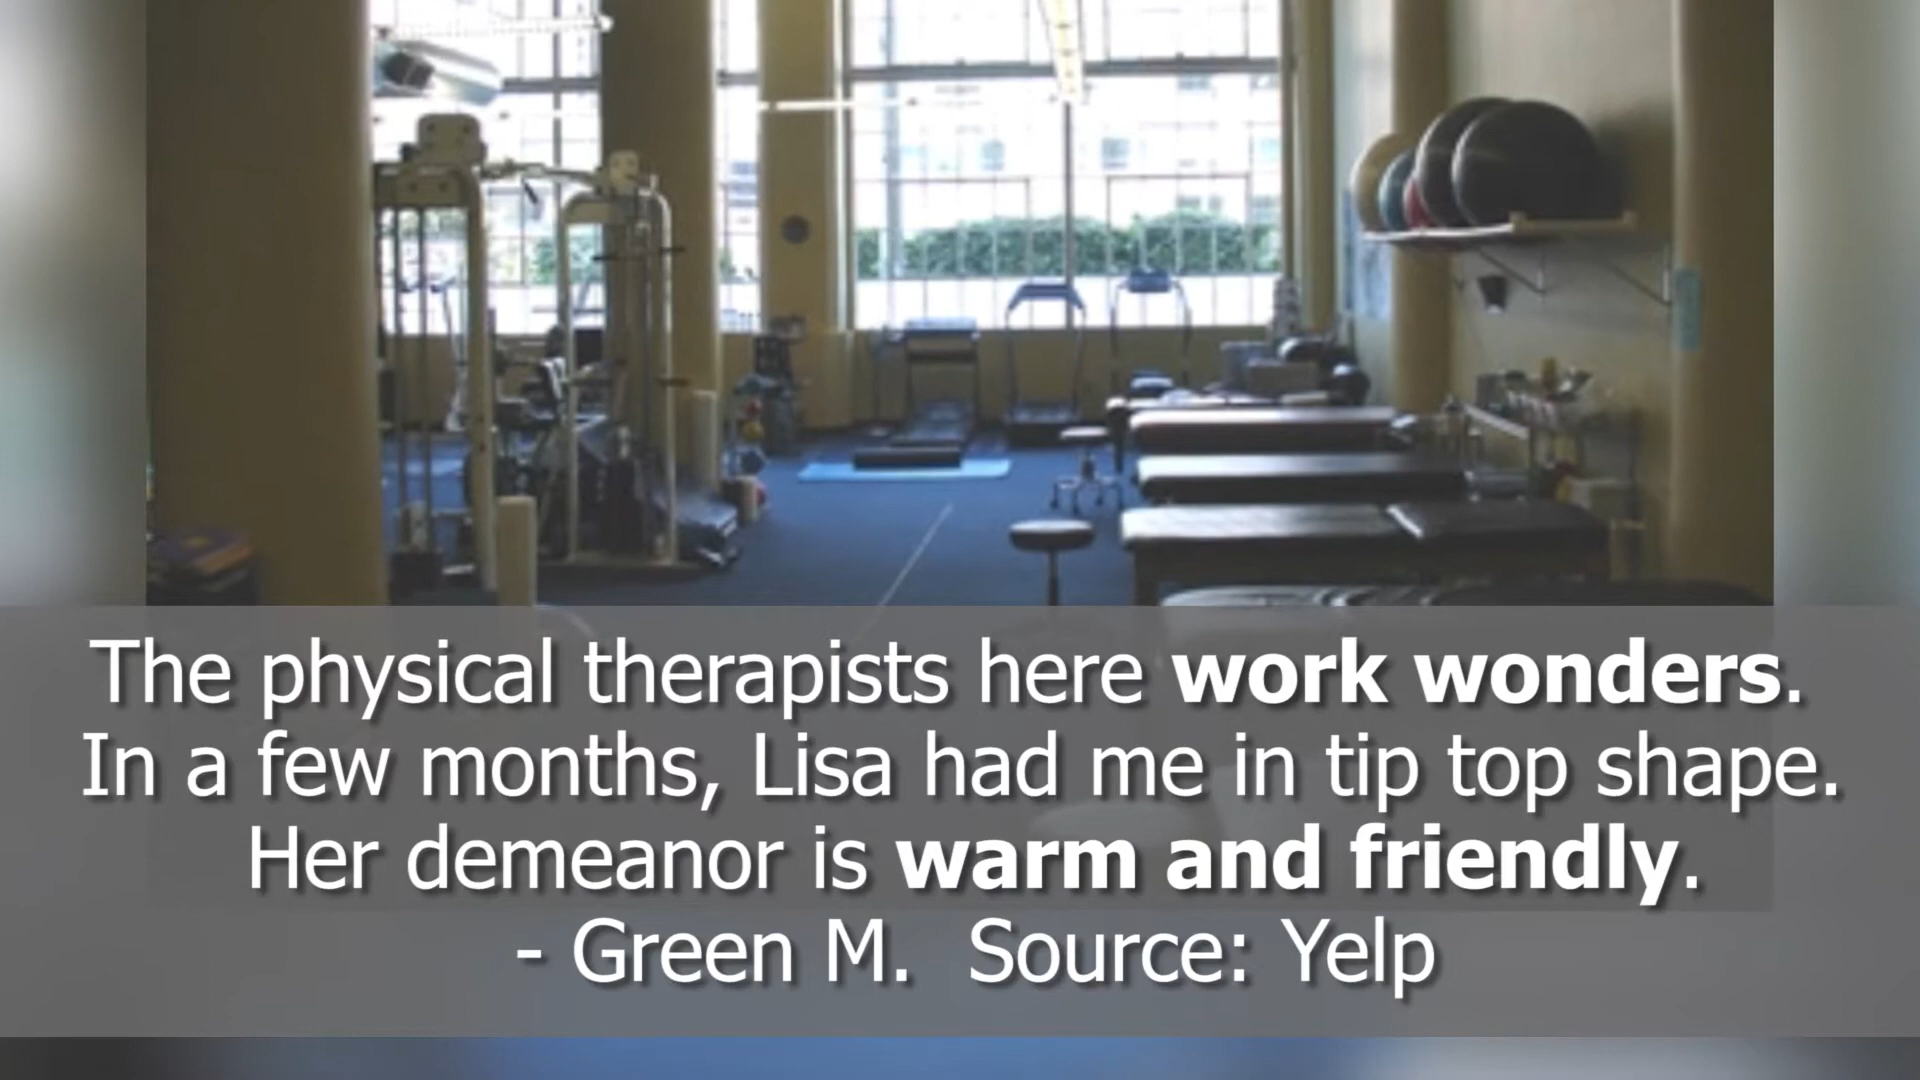 The physical therapists here work wonders.
In a few months, Lisa had me in tip top shape.
Her demeanor is warm and friendly.
- Green M.  Source: Yelp